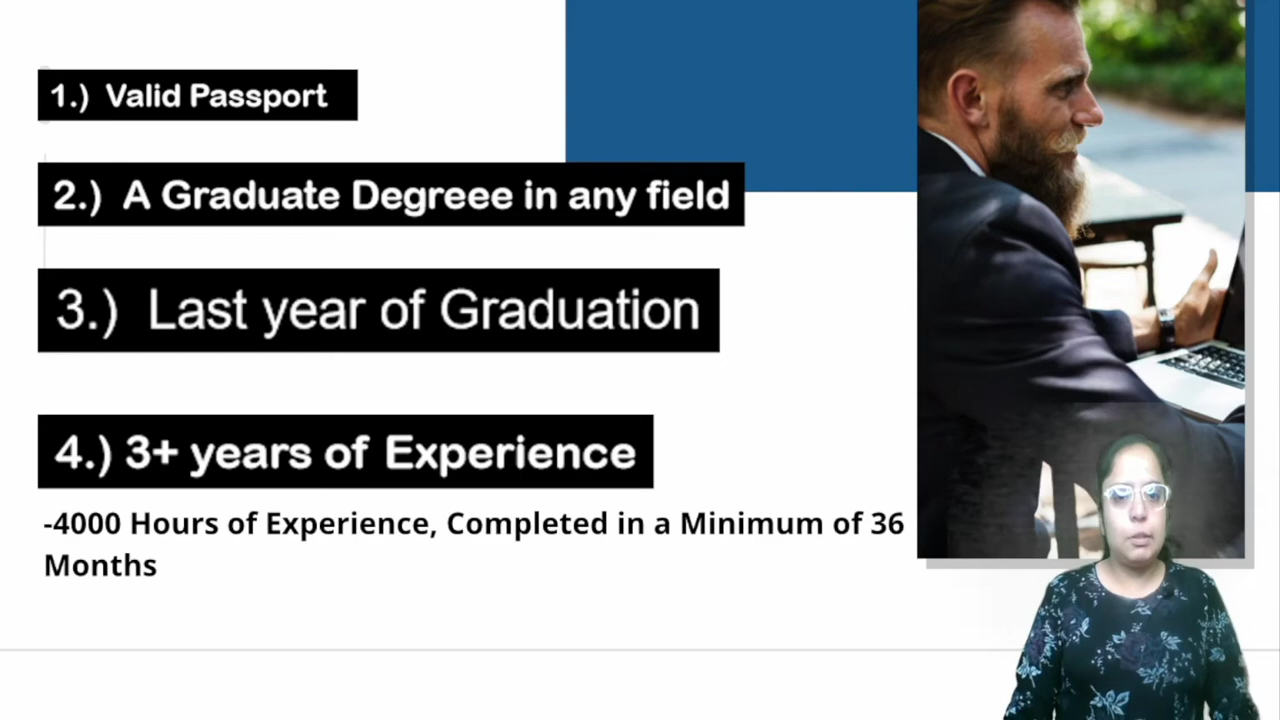 1.) Valid Passport
2.) A Graduate Degreee in any field
3.) Last year of Graduation
4.) 3+ years of Experience
-4000 Hours of Experience, Completed in a Minimum of 36
Months